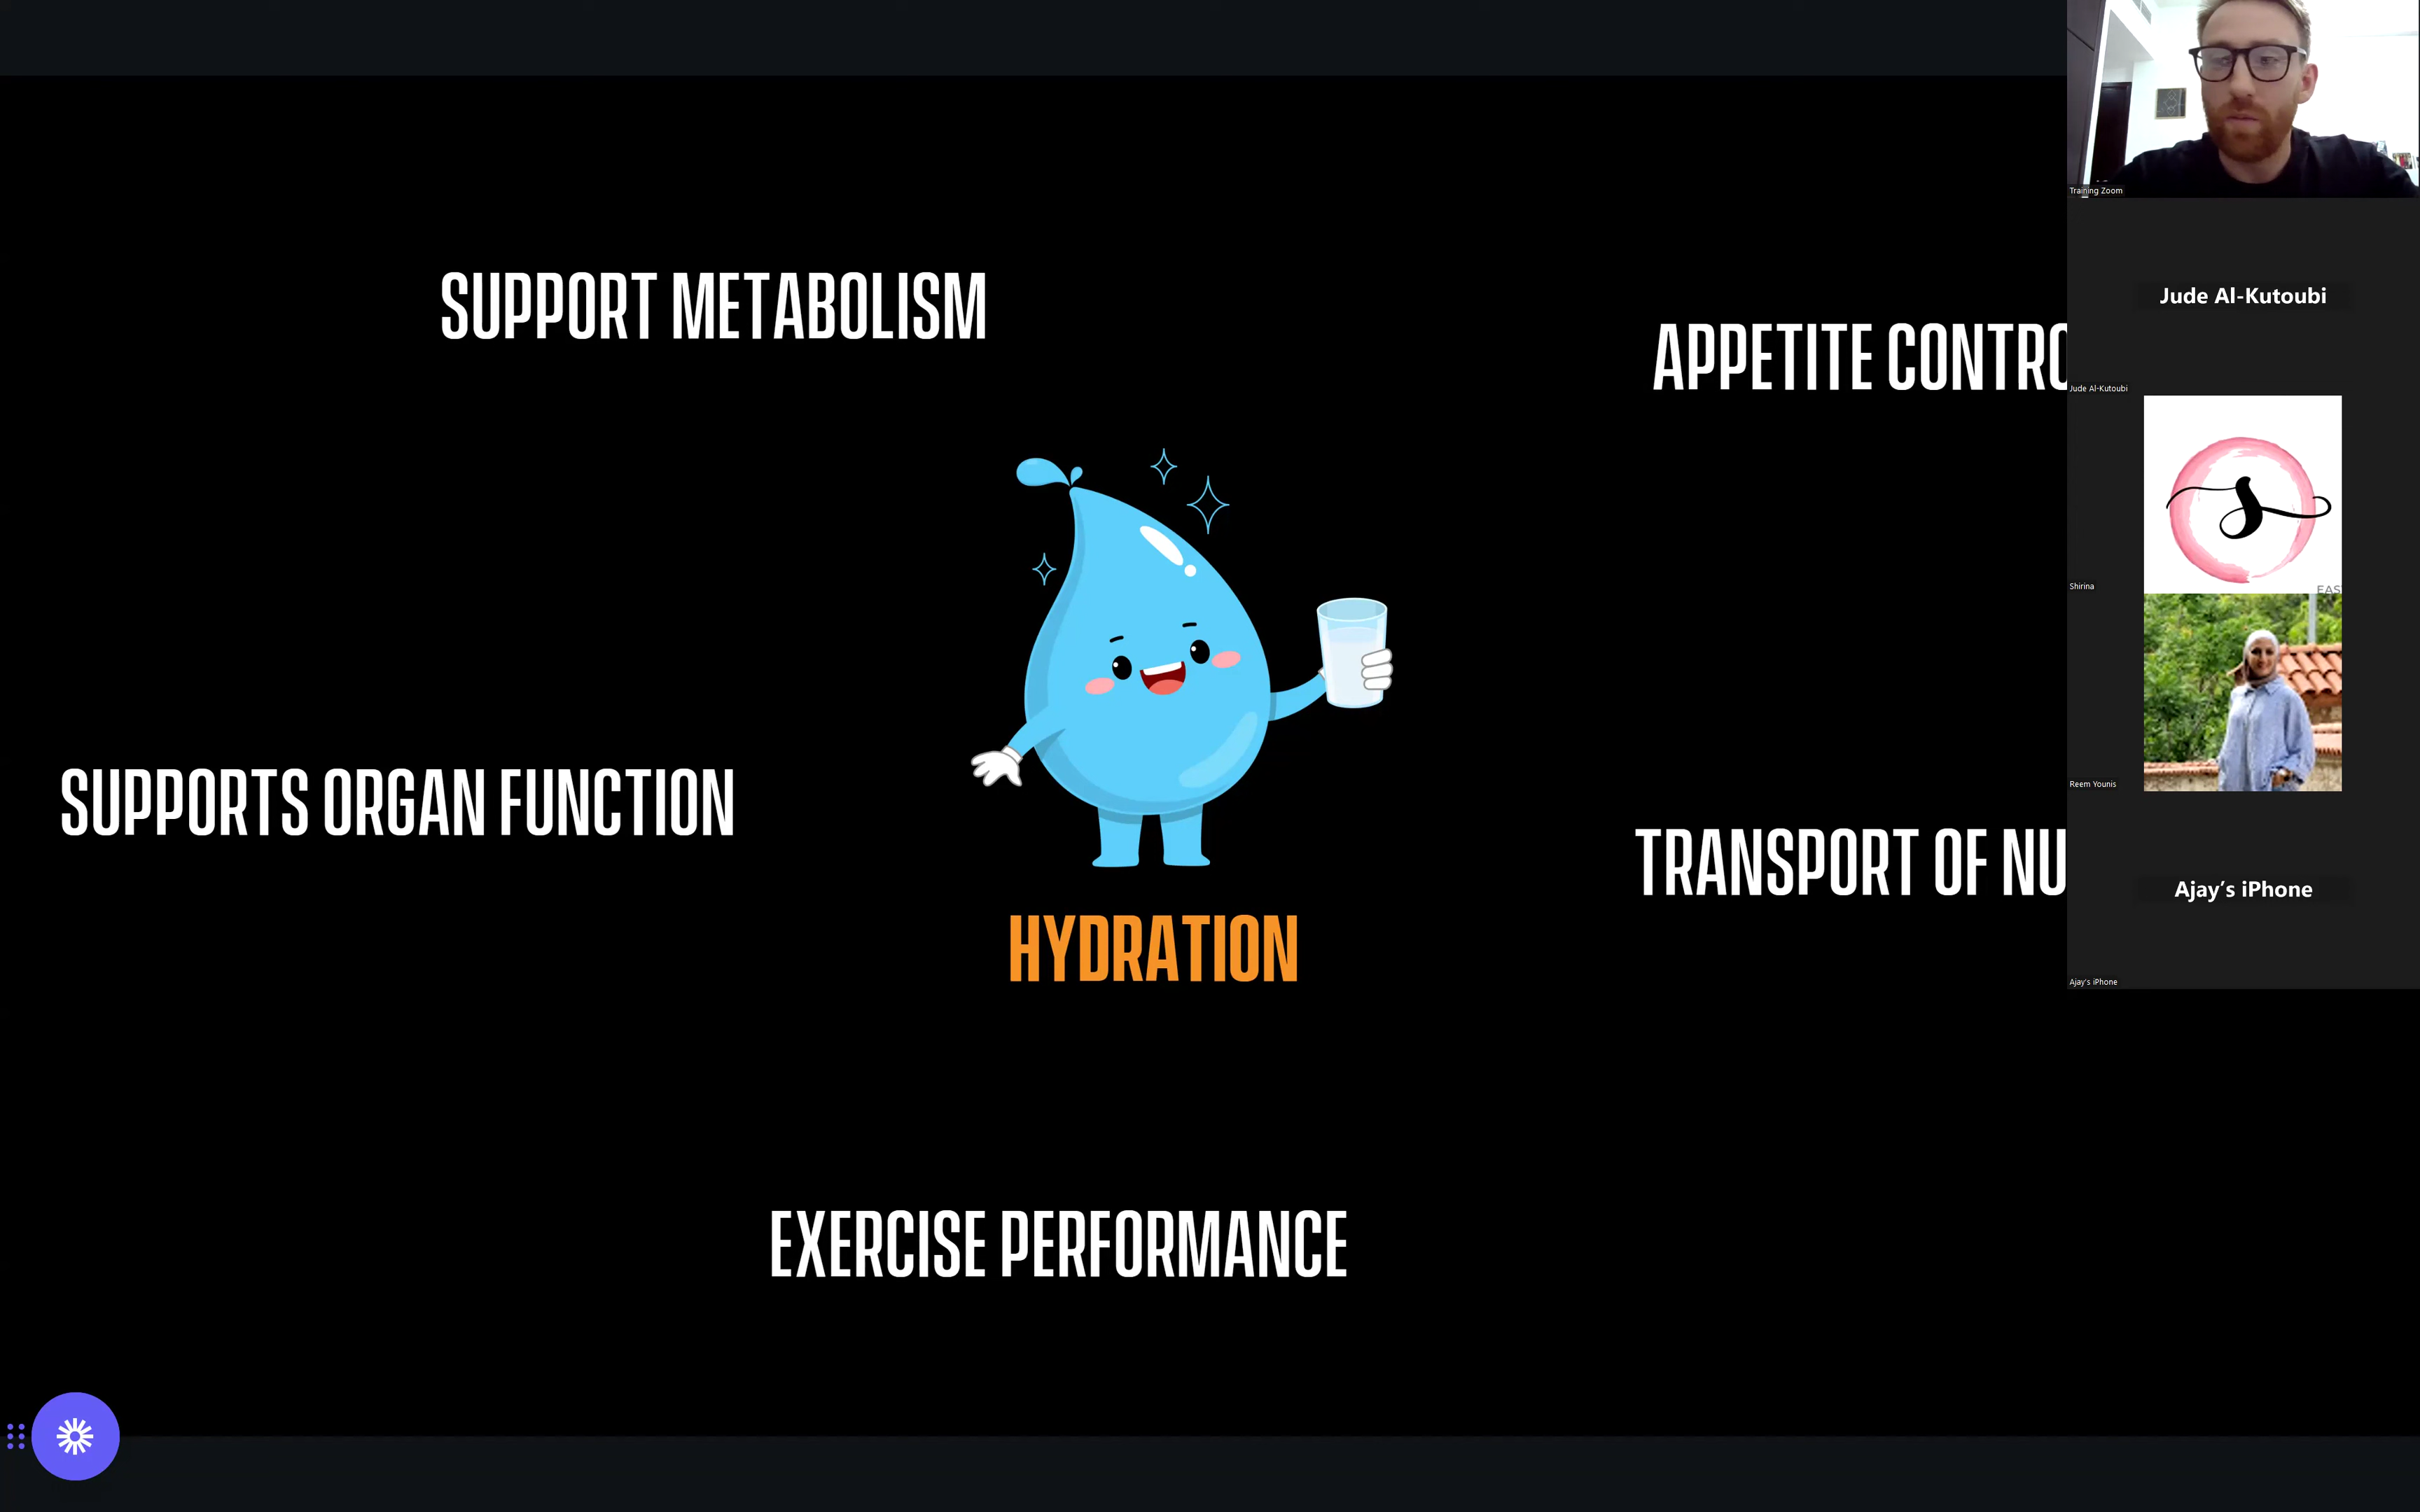 SUPPORT METABOLISM
APPETITE CONTRO
SUPPORTS ORGAN FUNCTION
TRANSPORT OF NU
HYDRATION
EXERCISE PERFORMANCE
Training Zoom
Jude Al-Kutoubi
Jude Al-Kutoubi
S
EAS
Shirina
Reem Younis
Ajay's iPhone
Ajay's iPhone